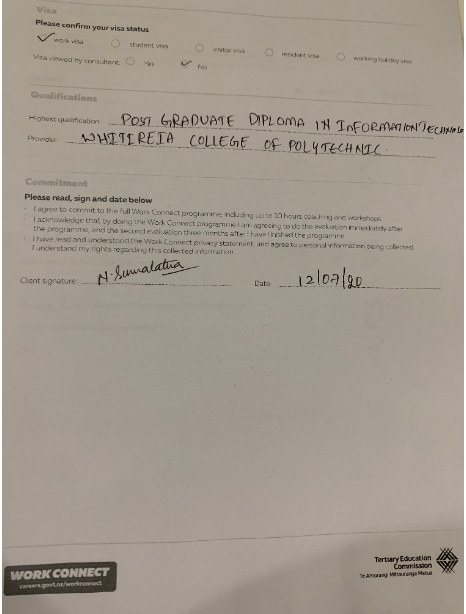 Visa
Please confirm your visa status
work visa student visa visitor visa resident visa working holiday visa
Visa viewed by consultant: Yes No
Qualifications
Highest qualification: POST GRADUATE DIPLOMA IN INFORMATION TECHNOLO
Provider: WHITIREIA COLLEGE OF POLYTECHNIC.
Commitment
Please read, sign and date below
- I agree to commit to the full Work Connect programme, including up to 10 hours coaching and workshops
- I acknowledge that by doing the Work Connect programme I am agreeing to do the evaluation immediately after
the programme, and the second evaluation three months after I have finished the programme
- I have read and understood the Work Connect privacy statement, and agree to personal information being collected
I understand my rights regarding this collected information.
Client signature: N. Sumalatha Date: 12/07/20
WORK CONNECT
careers.govt.nz/workconnect
Tertiary Education
Commission
Te Amorangi Mātauranga Matua